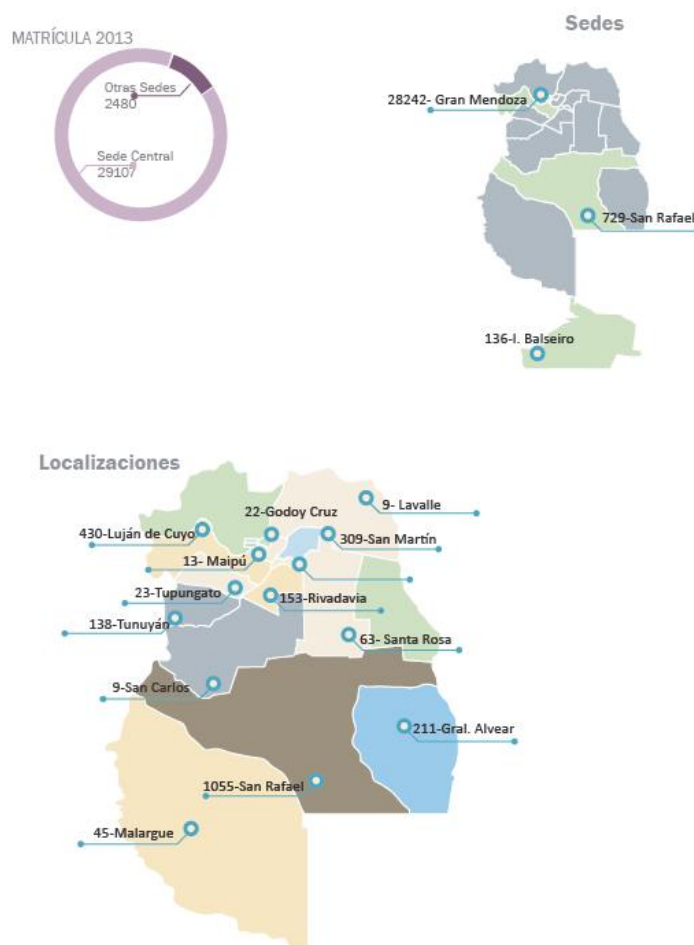 MATRÍCULA 2013
Otras Sedes
2480
Sede Central
29107
Sedes
28242- Gran Mendoza
729-San Rafael
136-I. Balseiro
Localizaciones
9- Lavalle
22-Godoy Cruz
430-Luján de Cuyo
309-San Martín
13- Maipú
23-Tupungato
153-Rivadavia
138-Tunuyán
63- Santa Rosa
9-San Carlos
211-Gral. Alvear
1055-San Rafael
45-Malargue